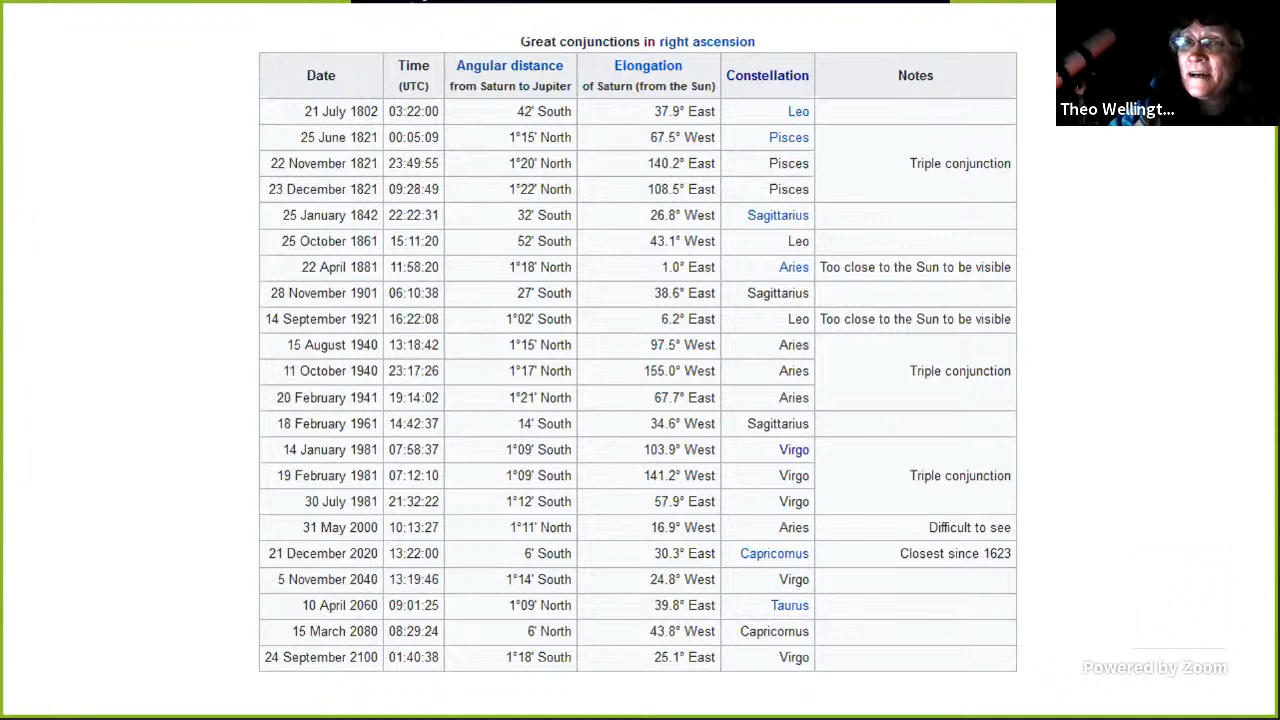 Great conjunctions in right ascension
Date Time (UTC) Angular distance from Saturn to Jupiter Elongation of Saturn (from the Sun) Constellation Notes
21 July 1802 03:22:00 42' South 37.9° East Leo
25 June 1821 00:05:09 1°15' North 67.5° West Pisces
22 November 1821 23:49:55 1°20' North 140.2° East Pisces Triple conjunction
23 December 1821 09:28:49 1°22' North 108.5° East Pisces
25 January 1842 22:22:31 32' South 26.8° West Sagittarius
25 October 1861 15:11:20 52' South 43.1° West Leo
22 April 1881 11:58:20 1°18' North 1.0° East Aries Too close to the Sun to be visible
28 November 1901 06:10:38 27' South 38.6° East Sagittarius
14 September 1921 16:22:08 1°02' South 6.2° East Leo Too close to the Sun to be visible
15 August 1940 13:18:42 1°15' North 97.5° West Aries
11 October 1940 23:17:26 1°17' North 155.0° West Aries Triple conjunction
20 February 1941 19:14:02 1°21' North 67.7° East Aries
18 February 1961 14:42:37 14' South 34.6° West Sagittarius
14 January 1981 07:58:37 1°09' South 103.9° West Virgo
19 February 1981 07:12:10 1°09' South 141.2° West Virgo Triple conjunction
30 July 1981 21:32:22 1°12' South 57.9° East Virgo
31 May 2000 10:13:27 1°11' North 16.9° West Aries Difficult to see
21 December 2020 13:22:00 6' South 30.3° East Capricornus Closest since 1623
5 November 2040 13:19:46 1°14' South 24.8° West Virgo
10 April 2060 09:01:25 1°09' North 39.8° East Taurus
15 March 2080 08:29:24 6' North 43.8° West Capricornus
24 September 2100 01:40:38 1°18' South 25.1° East Virgo
Theo Wellingt...
Powered by Zoom